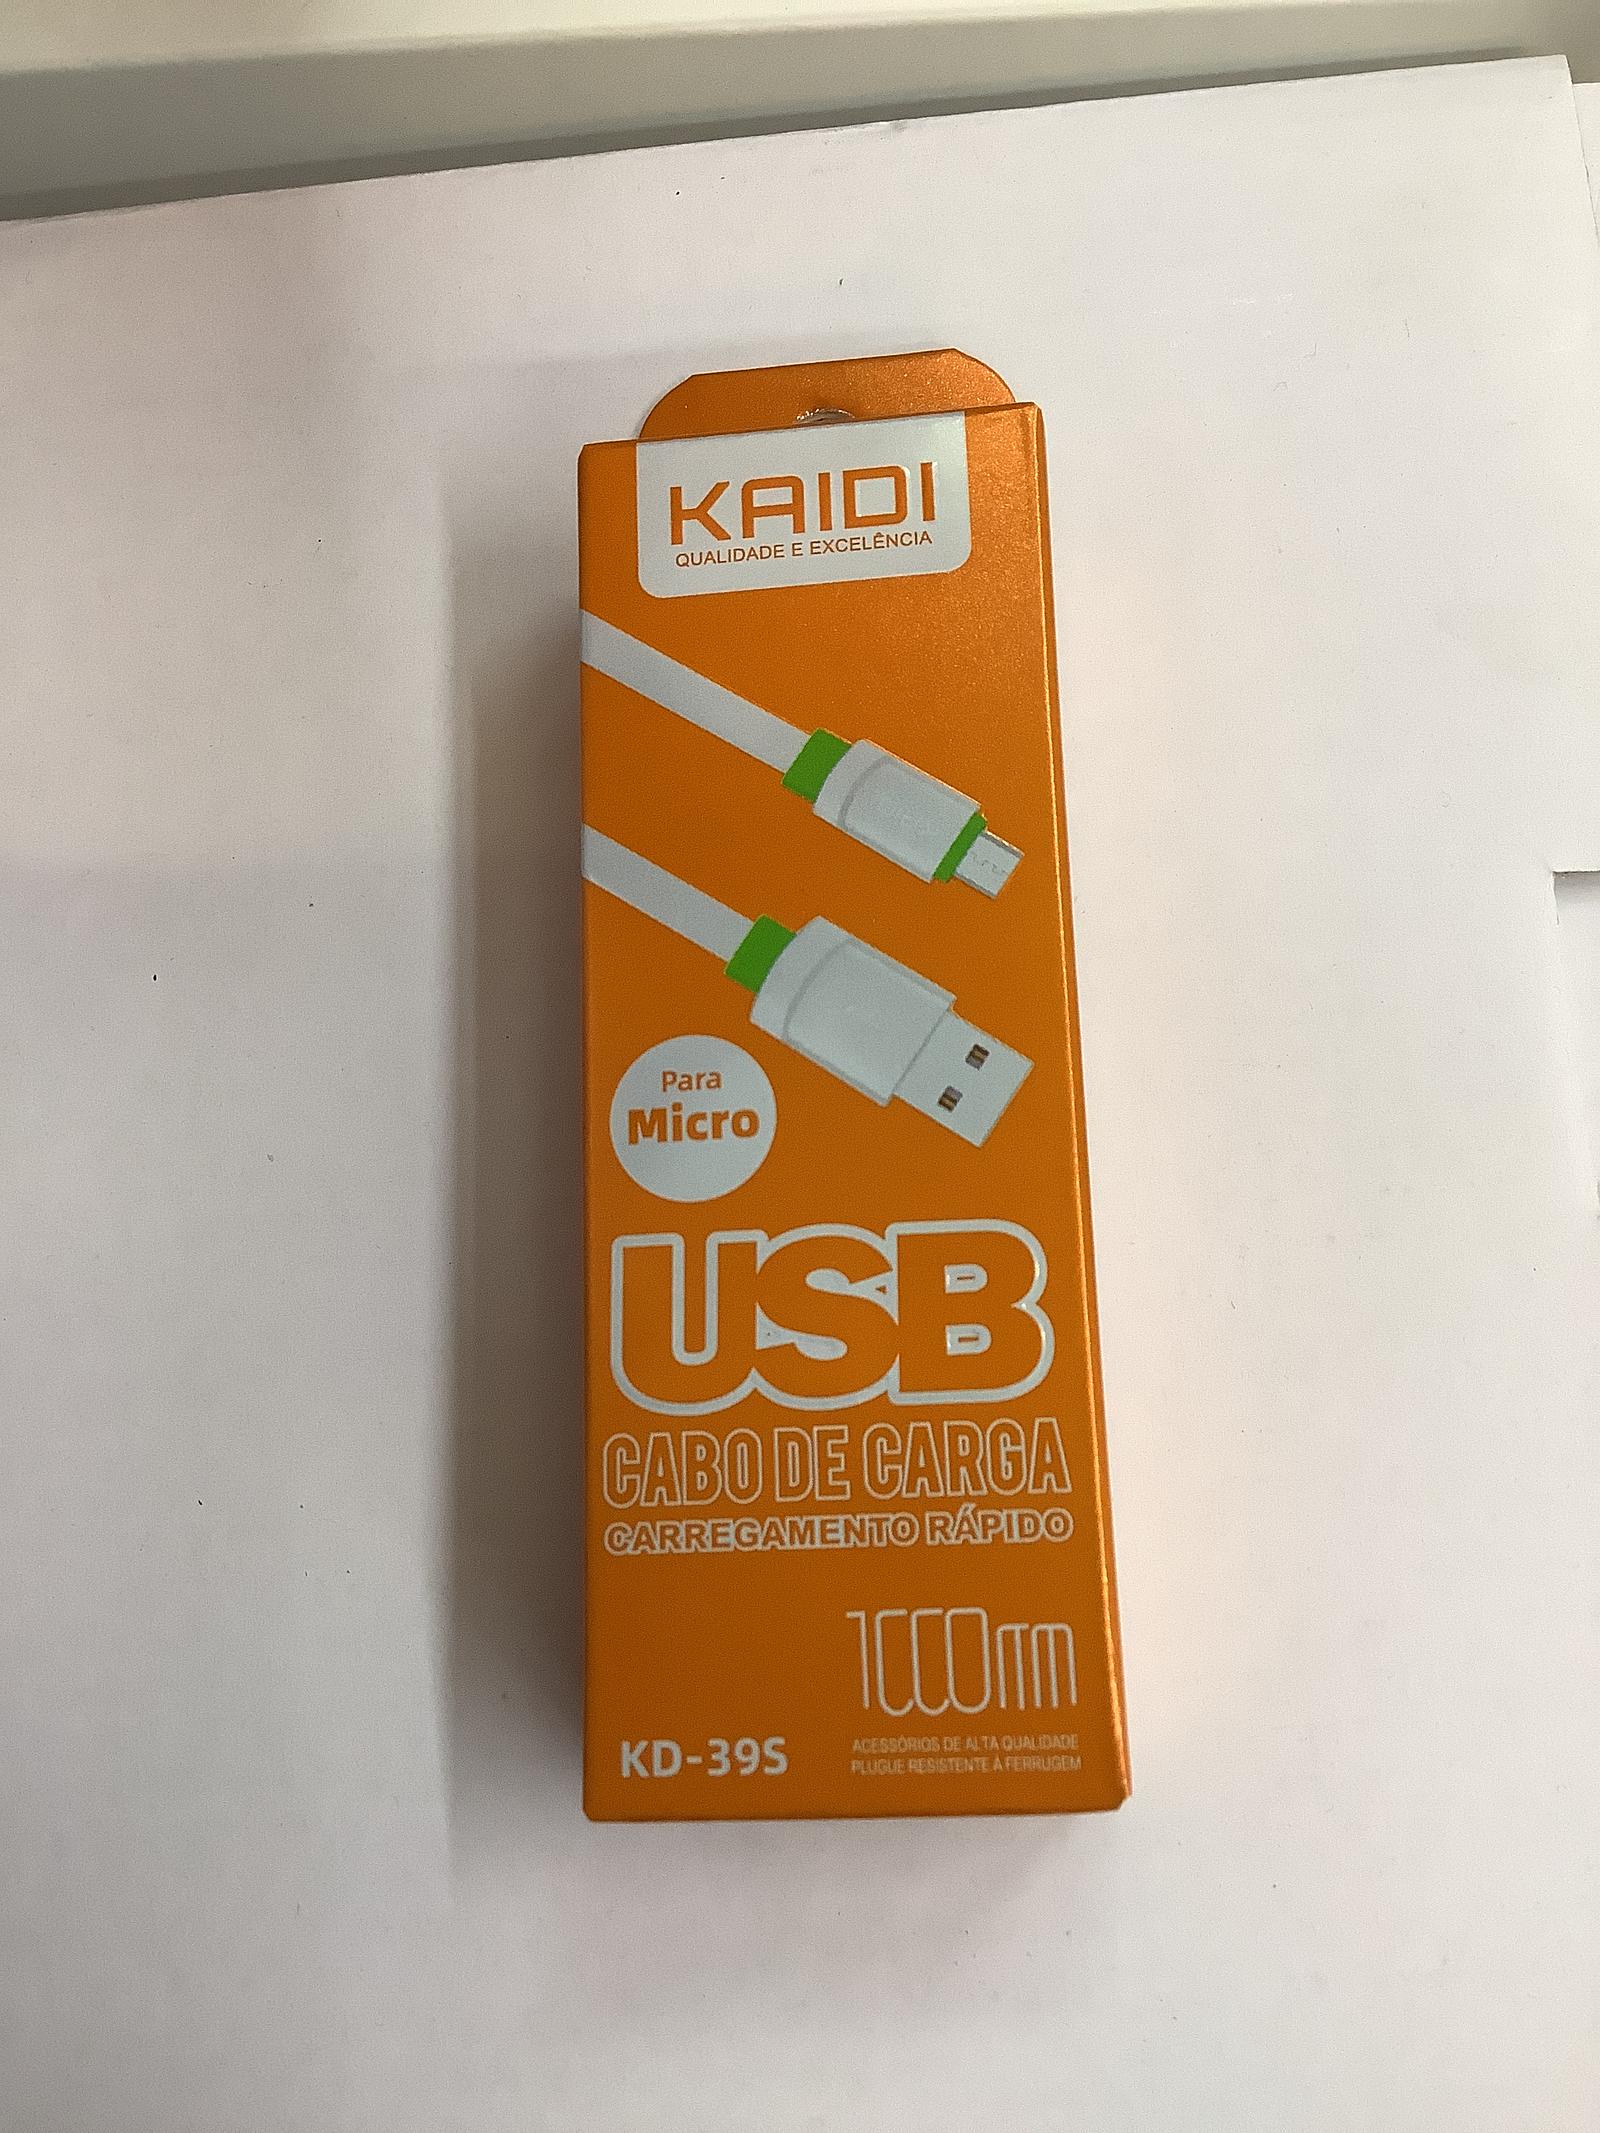 KAIDI
QUALIDADE E EXCELÊNCIA
Para
Micro
USB
CABO DE CARGA
CARREGAMENTO RÁPIDO
1000mm
KD-39S
ACESSÓRIOS DE ALTA QUALIDADE
PLUGUE RESISTENTE À FERRUGEM